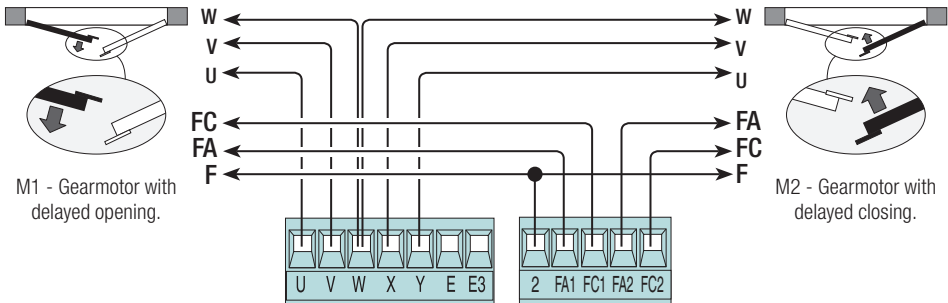 W W
V V
U U
FC FA
FA FC
F F
M1 - Gearmotor with
delayed opening.
M2 - Gearmotor with
delayed closing.
U V W X Y E E3
2 FA1 FC1 FA2 FC2